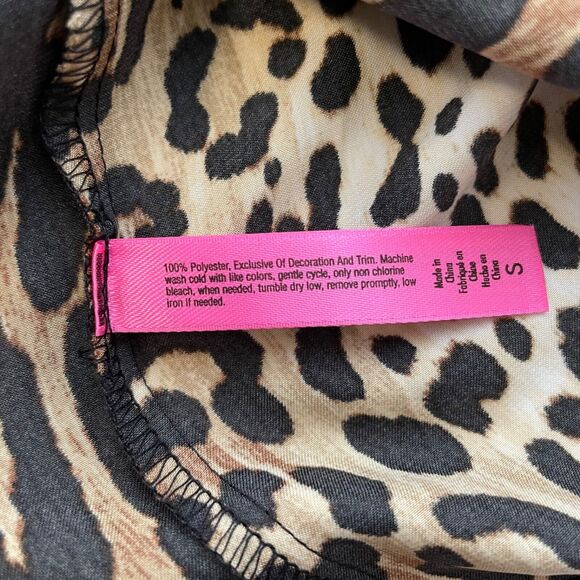 100% Polyester, Exclusive Of Decoration And Trim. Machine
wash cold with like colors, gentle cycle, only non chlorine
bleach, when needed, tumble dry low, remove promptly, low
iron if needed.
Made in
China
Fabriqué en
Chine
Hecho en
China
S